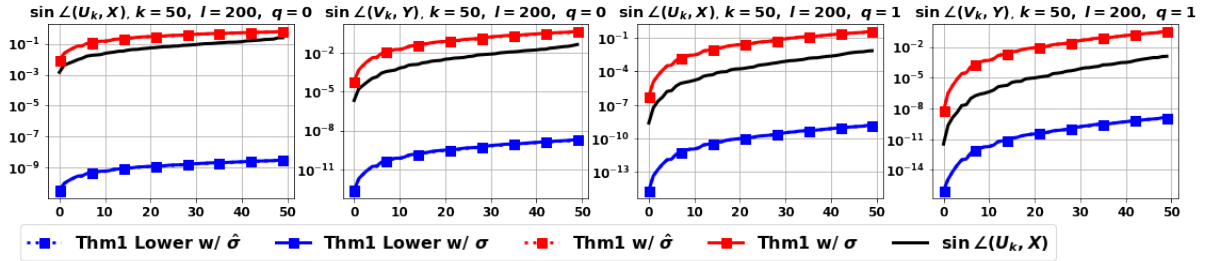 sin ∠(U_k, X), k = 50, l = 200, q = 0
10^-1
10^-3
10^-5
10^-7
10^-9
0 10 20 30 40 50
sin ∠(V_k, Y), k = 50, l = 200, q = 0
10^-2
10^-5
10^-8
10^-11
0 10 20 30 40 50
sin ∠(U_k, X), k = 50, l = 200, q = 1
10^-1
10^-4
10^-7
10^-10
10^-13
0 10 20 30 40 50
sin ∠(V_k, Y), k = 50, l = 200, q = 1
10^-2
10^-5
10^-8
10^-11
10^-14
0 10 20 30 40 50
Thm1 Lower w/ σ̂ Thm1 Lower w/ σ Thm1 w/ σ̂ Thm1 w/ σ sin ∠(U_k, X)